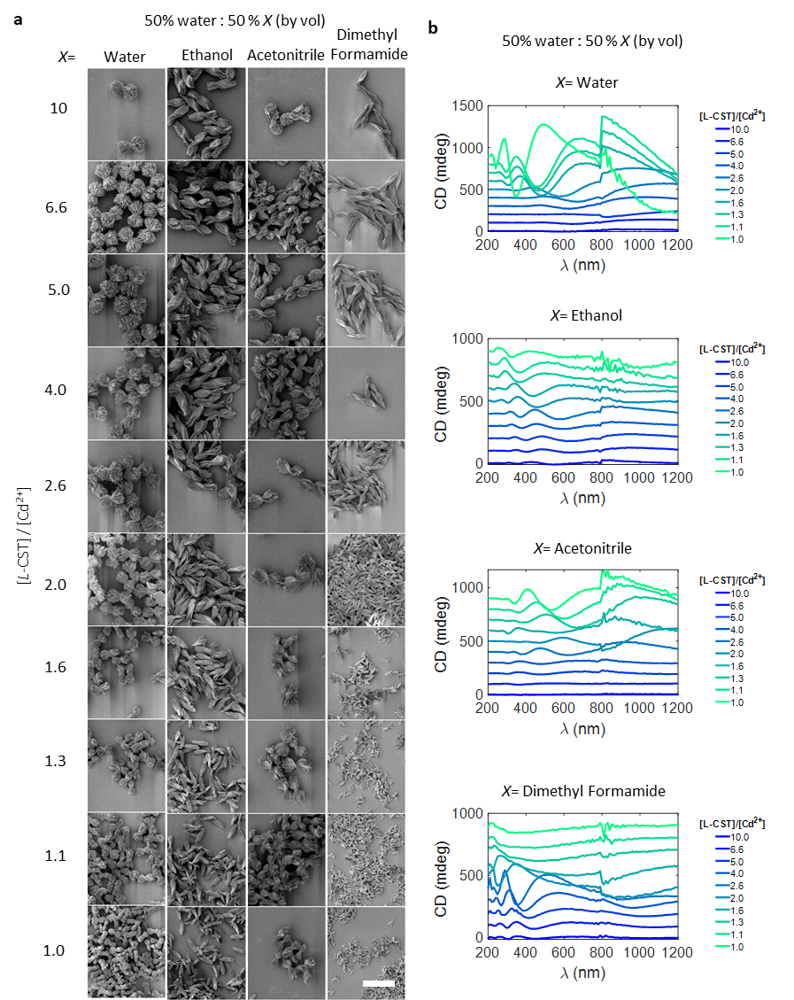 a
50% water : 50 % X (by vol)
X=
Water
Ethanol
Acetonitrile
Dimethyl
Formamide
10
6.6
5.0
4.0
2.6
2.0
1.6
1.3
1.1
1.0
[L-CST] / [Cd2+]
b
50% water : 50 % X (by vol)
X= Water
CD (mdeg)
1500
1000
500
0
200 400 600 800 1000 1200
λ (nm)
[L-CST]/[Cd2+]
10.0
6.6
5.0
4.0
2.6
2.0
1.6
1.3
1.1
1.0
X= Ethanol
CD (mdeg)
1000
500
0
200 400 600 800 1000 1200
λ (nm)
[L-CST]/[Cd2+]
10.0
6.6
5.0
4.0
2.6
2.0
1.6
1.3
1.1
1.0
X= Acetonitrile
CD (mdeg)
1000
500
0
200 400 600 800 1000 1200
λ (nm)
[L-CST]/[Cd2+]
10.0
6.6
5.0
4.0
2.6
2.0
1.6
1.3
1.1
1.0
X= Dimethyl Formamide
CD (mdeg)
1000
500
0
200 400 600 800 1000 1200
λ (nm)
[L-CST]/[Cd2+]
10.0
6.6
5.0
4.0
2.6
2.0
1.6
1.3
1.1
1.0